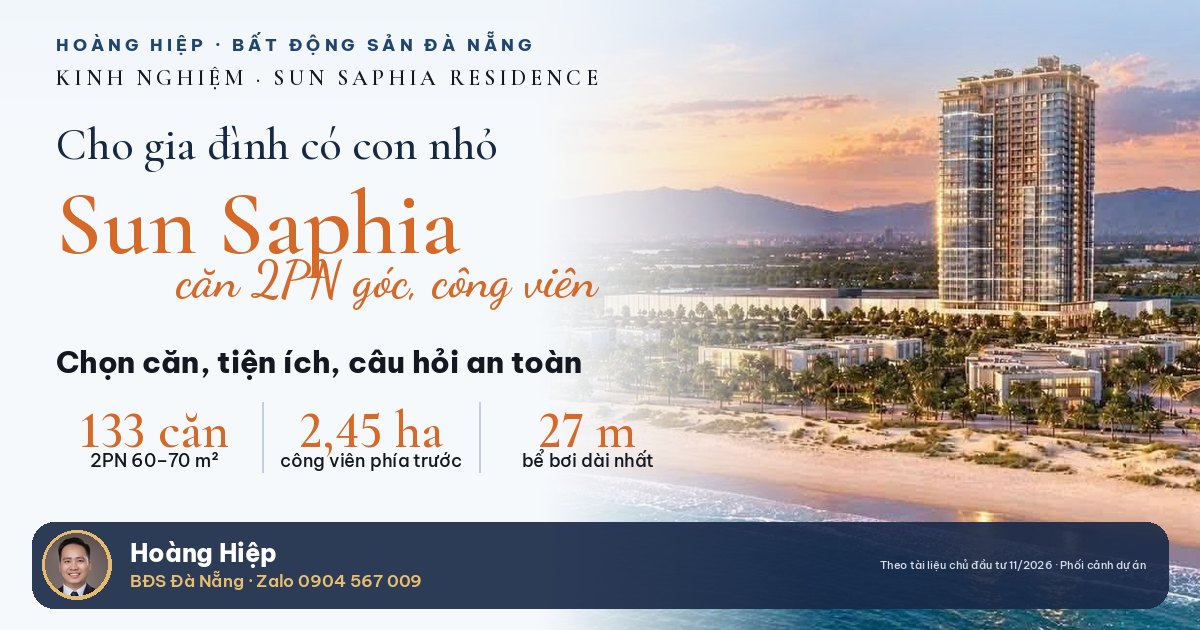 HOÀNG HIỆP · BẤT ĐỘNG SẢN ĐÀ NẴNG
KINH NGHIỆM · SUN SAPHIA RESIDENCE
Cho gia đình có con nhỏ
Sun Saphia
căn 2PN góc, công viên
Chọn căn, tiện ích, câu hỏi an toàn
133 căn
2PN 60–70 m²
2,45 ha
công viên phía trước
27 m
bể bơi dài nhất
Hoàng Hiệp
BĐS Đà Nẵng · Zalo 0904 567 009
Theo tài liệu chủ đầu tư 11/2026 · Phối cảnh dự án